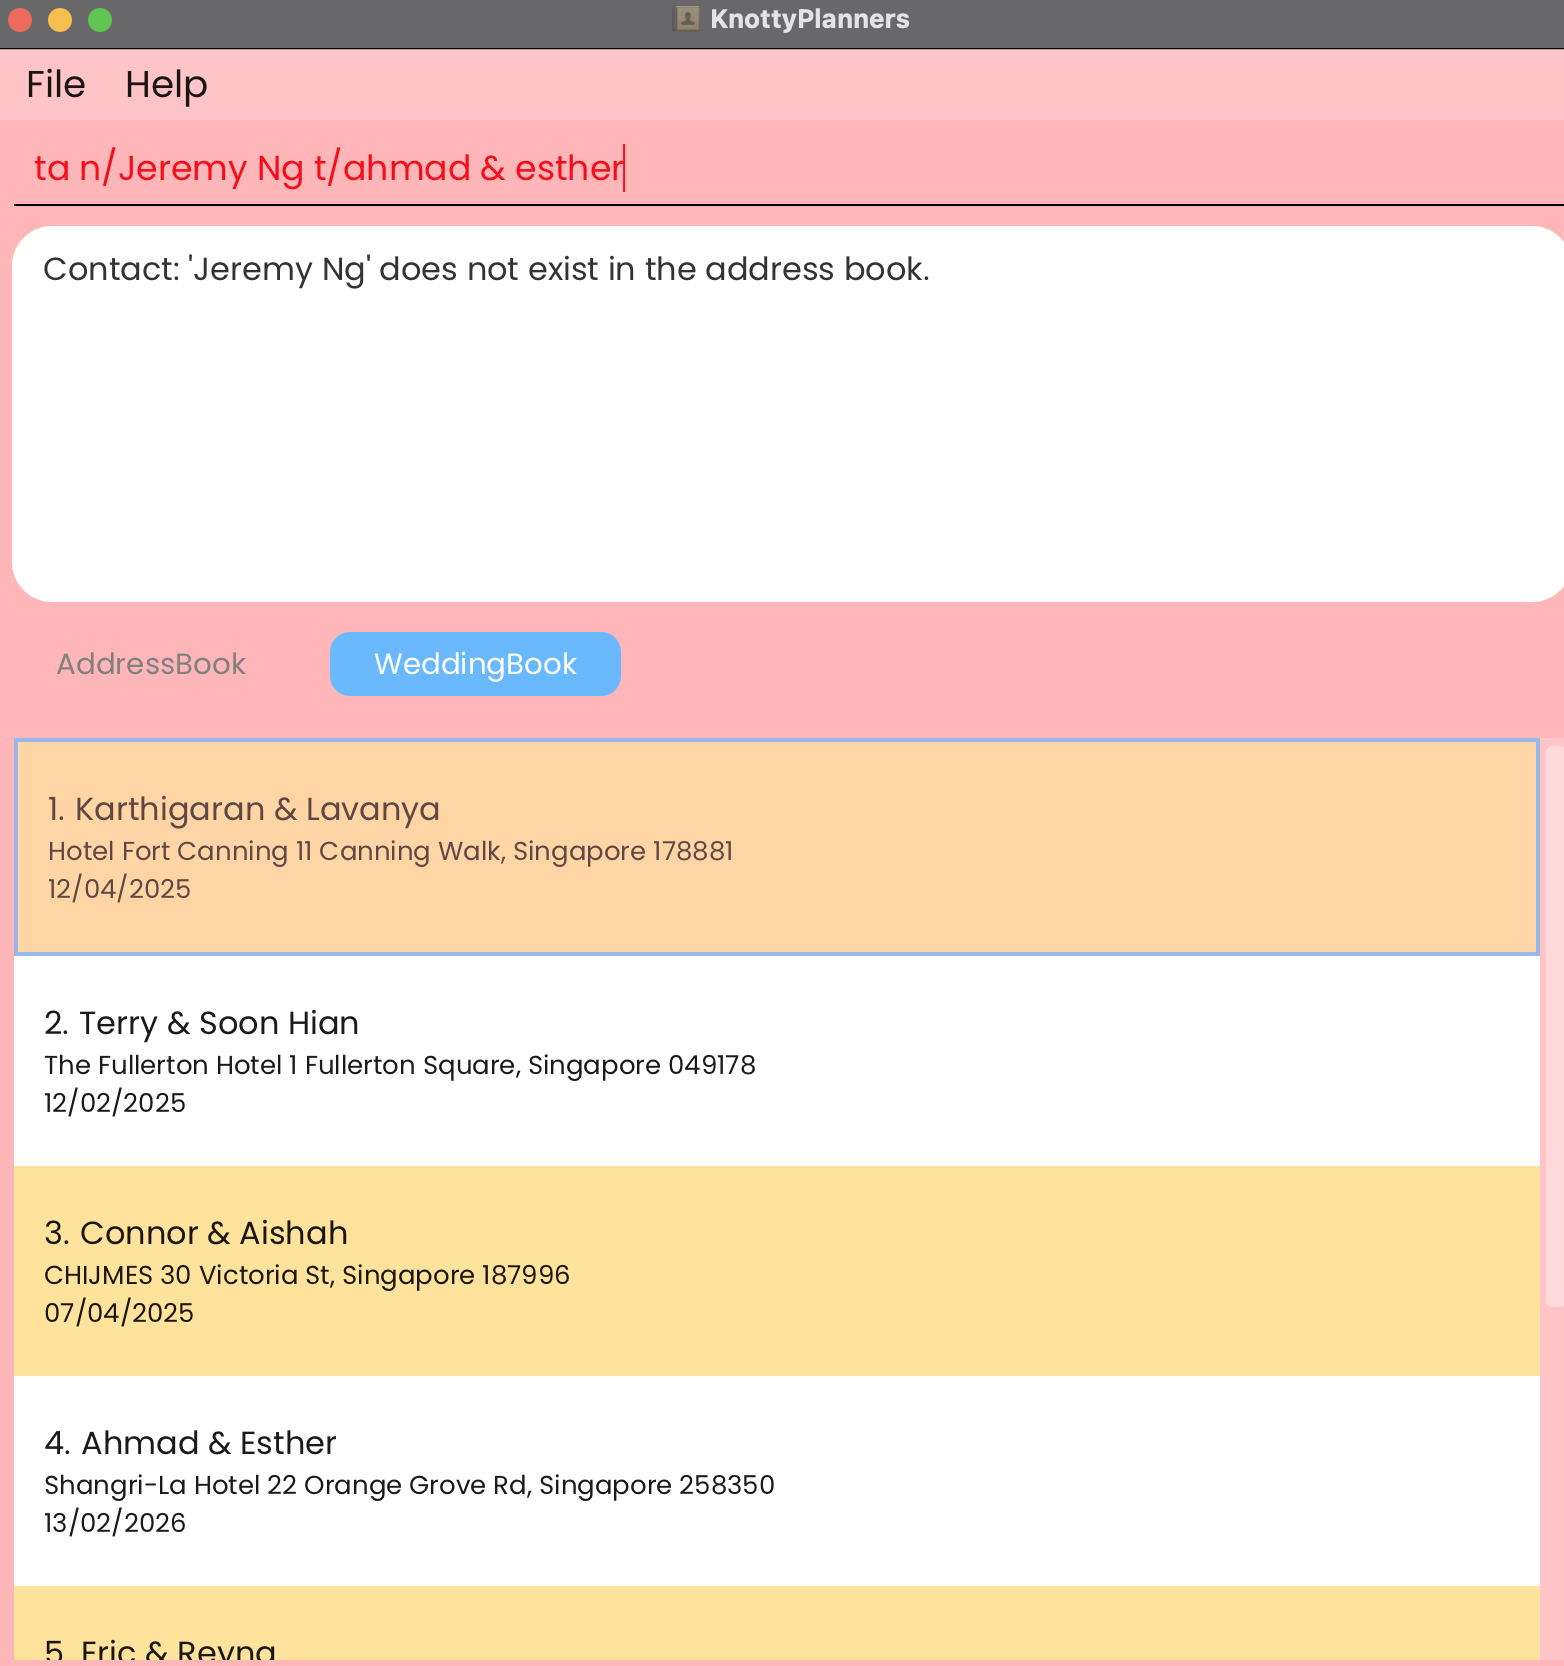 KnottyPlanners
File Help
ta n/Jeremy Ng t/ahmad & esther
Contact: 'Jeremy Ng' does not exist in the address book.
AddressBook WeddingBook
1. Karthigaran & Lavanya
Hotel Fort Canning 11 Canning Walk, Singapore 178881
12/04/2025
2. Terry & Soon Hian
The Fullerton Hotel 1 Fullerton Square, Singapore 049178
12/02/2025
3. Connor & Aishah
CHIJMES 30 Victoria St, Singapore 187996
07/04/2025
4. Ahmad & Esther
Shangri-La Hotel 22 Orange Grove Rd, Singapore 258350
13/02/2026
5. Eric & Reyna